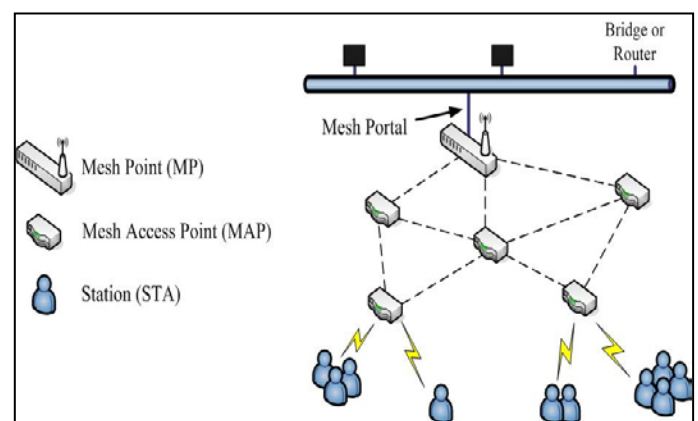 Bridge or
Router
Mesh Portal
Mesh Point (MP)
Mesh Access Point (MAP)
Station (STA)